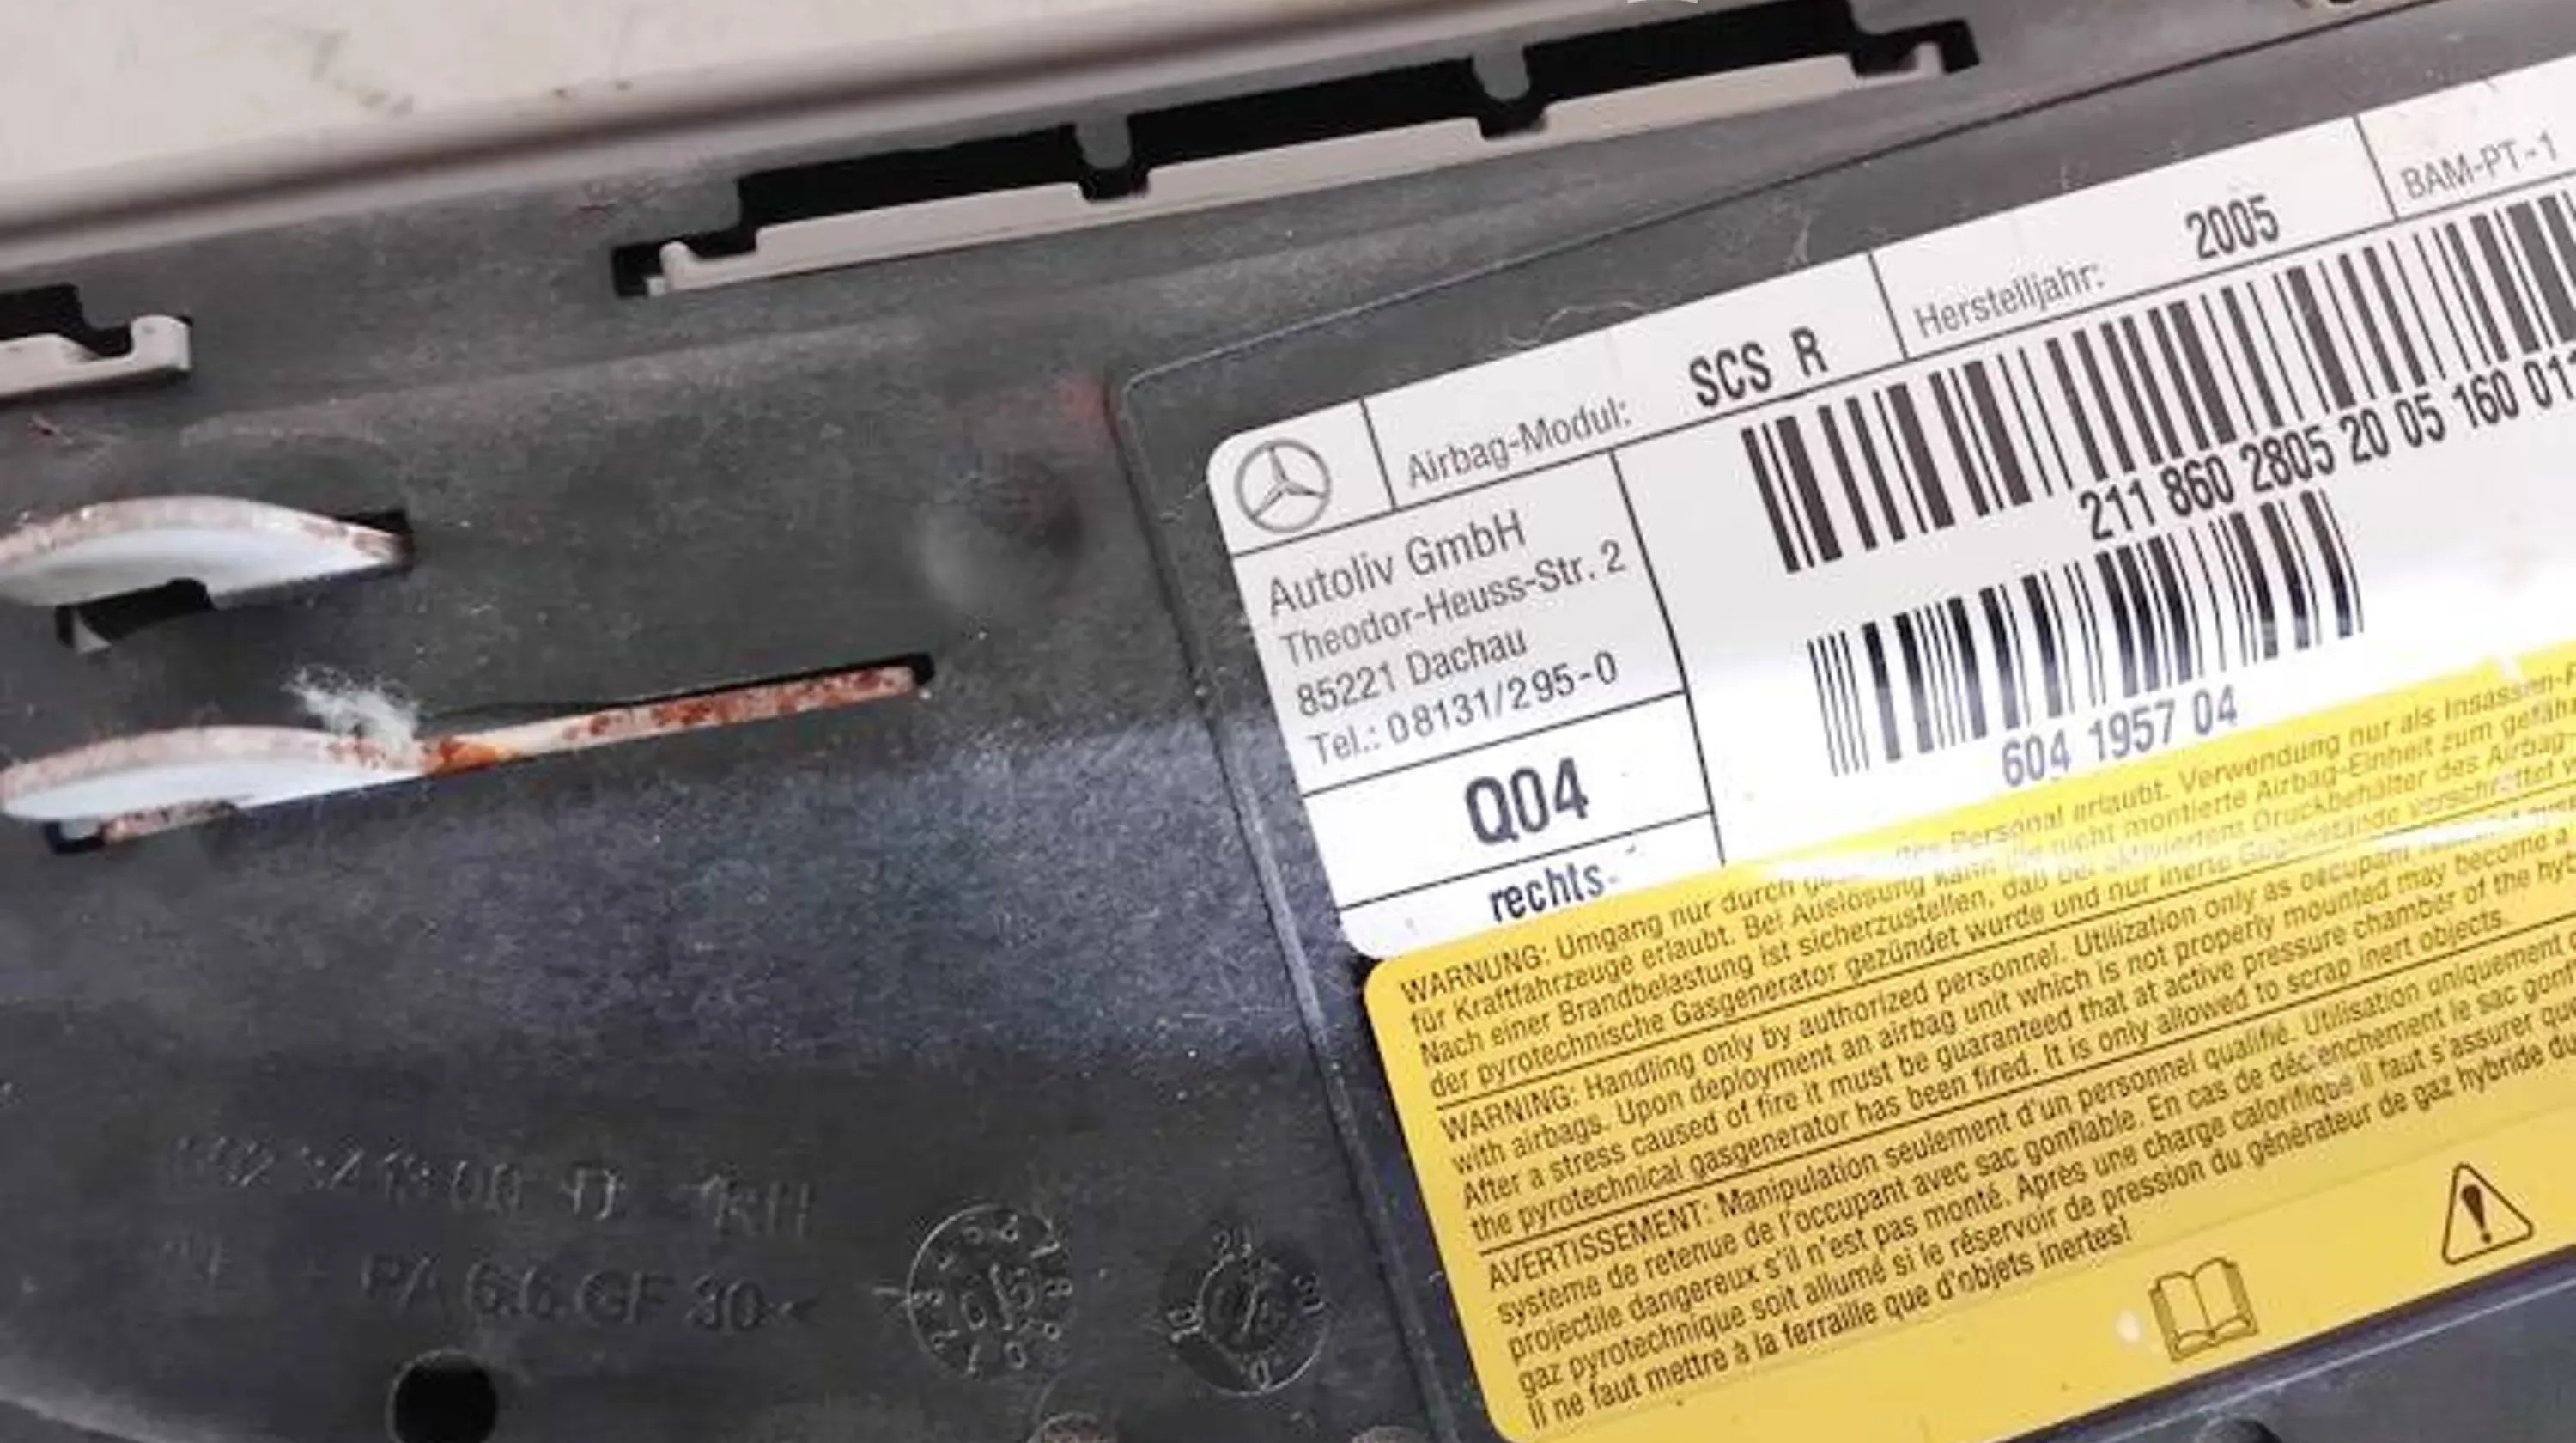 BAM-PT-1
Herstelljahr: 2005
Airbag-Modul: SCS R
211 860 2805 20 05 160 01
Autoliv GmbH
Theodor-Heuss-Str. 2
85221 Dachau
Tel.: 08131/295-0
604 1957 04
Q04
rechts-
WARNUNG: Umgang nur durch Personal erlaubt. Verwendung nur als Insassen-
für Kraftfahrzeuge erlaubt. Bei Auslösung kann die nicht montierte Airbag-Einheit zum gefähr
Nach einer Brandbelastung ist sicherzustellen, daß bei aktiviertem Druckbehälter des Airbag-
der pyrotechnische Gasgenerator gezündet wurde und nur inerte Gegenstände verschrottet
WARNING: Handling only by authorized personnel. Utilization only as occupant
with airbags. Upon deployment an airbag unit which is not properly mounted may become a
After a stress caused of fire it must be guaranteed that at active pressure chamber of the hy
the pyrotechnical gasgenerator has been fired. It is only allowed to scrap inert objects.
AVERTISSEMENT: Manipulation seulement d'un personnel qualifié. Utilisation uniquement
système de retenue de l'occupant avec sac gonflable. En cas de déclenchement le sac gon
projectile dangereux s'il n'est pas monté. Après une charge calorifique il faut s'assurer qu
gaz pyrotechnique soit allumé si le réservoir de pression du générateur de gaz hybride du
Il ne faut mettre à la ferraille que d'objets inertes!
PA 6.6 GF 30<